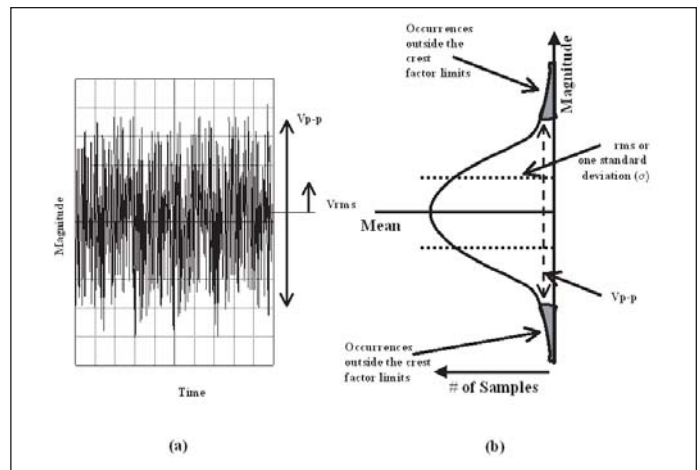 Vp-p
Vrms
Magnitude
Time
(a)
Occurrences
outside the
crest
factor limits
Magnitude
rms or
one standard
deviation (σ)
Mean
Vp-p
Occurrences
outside the crest
factor limits
# of Samples
(b)